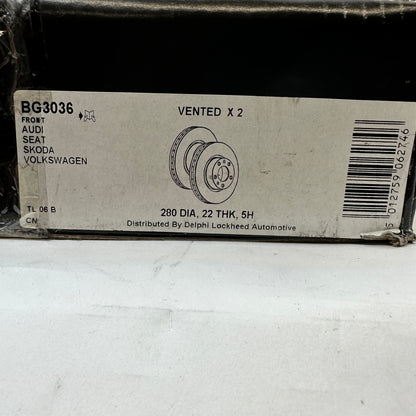 BG3036
FRONT
AUDI
SEAT
SKODA
VOLKSWAGEN
TL 06 B
VENTED X 2
280 DIA, 22 THK, 5H
Distributed By Delphi Lockheed Automotive
5 012759 062746